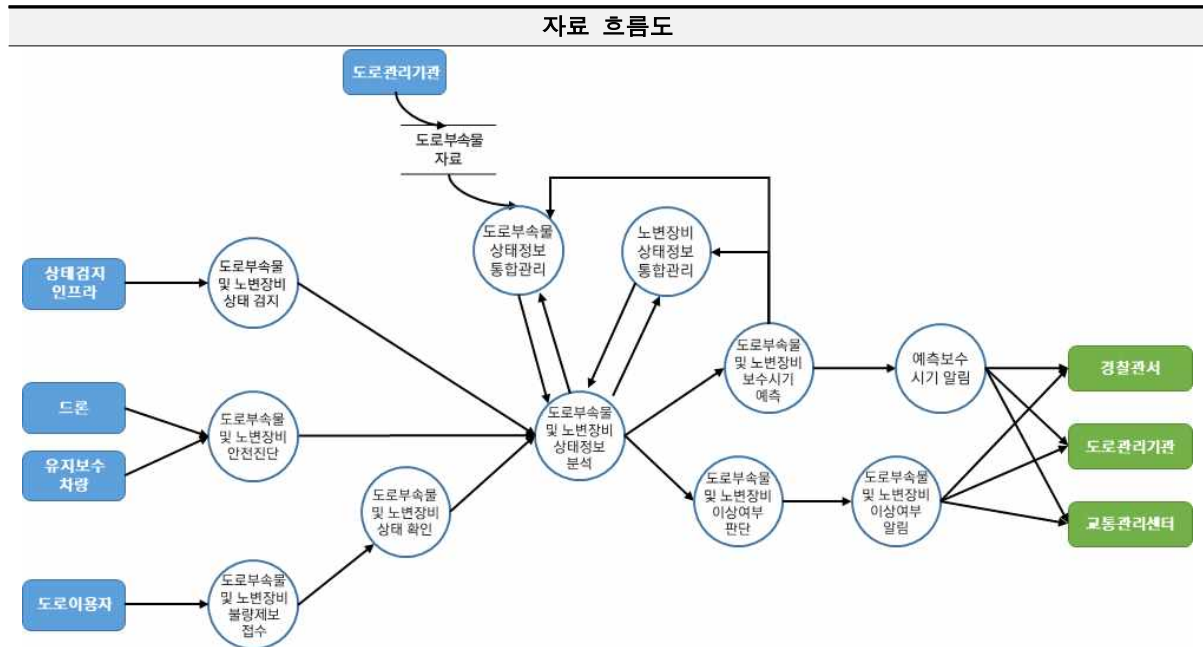 자료 흐름도
도로관리기관
도로부속물
자료
도로부속물
상태정보
통합관리
노변장비
상태정보
통합관리
상태검지
인프라
도로부속물
및 노변장비
상태 검지
드론
유지보수
차량
도로부속물
및 노변장비
안전진단
도로부속물
및 노변장비
상태 확인
도로이용자
도로부속물
및 노변장비
불량제보
접수
도로부속물
및 노변장비
상태정보
분석
도로부속물
및 노변장비
보수시기
예측
예측보수
시기 알림
도로부속물
및 노변장비
이상여부
판단
도로부속물
및 노변장비
이상여부
알림
경찰관서
도로관리기관
교통관리센터